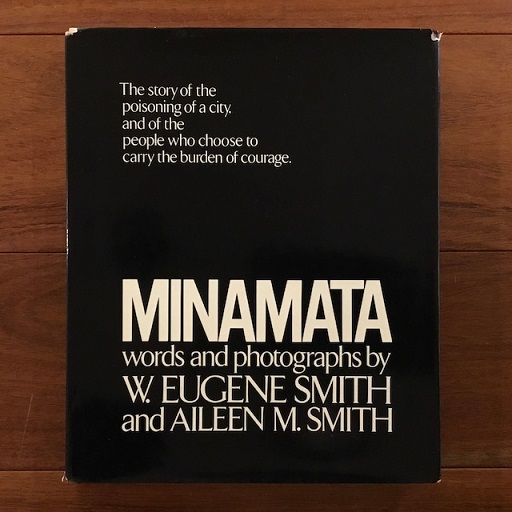 The story of the
poisoning of a city,
and of the
people who choose to
carry the burden of courage.
MINAMATA
words and photographs by
W. EUGENE SMITH
and AILEEN M. SMITH